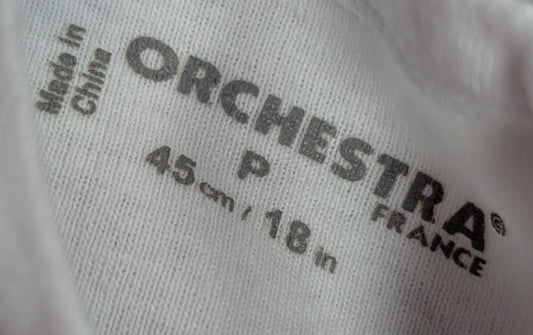 Made in
China
ORCHESTRA®
FRANCE
P
45 cm / 18 in